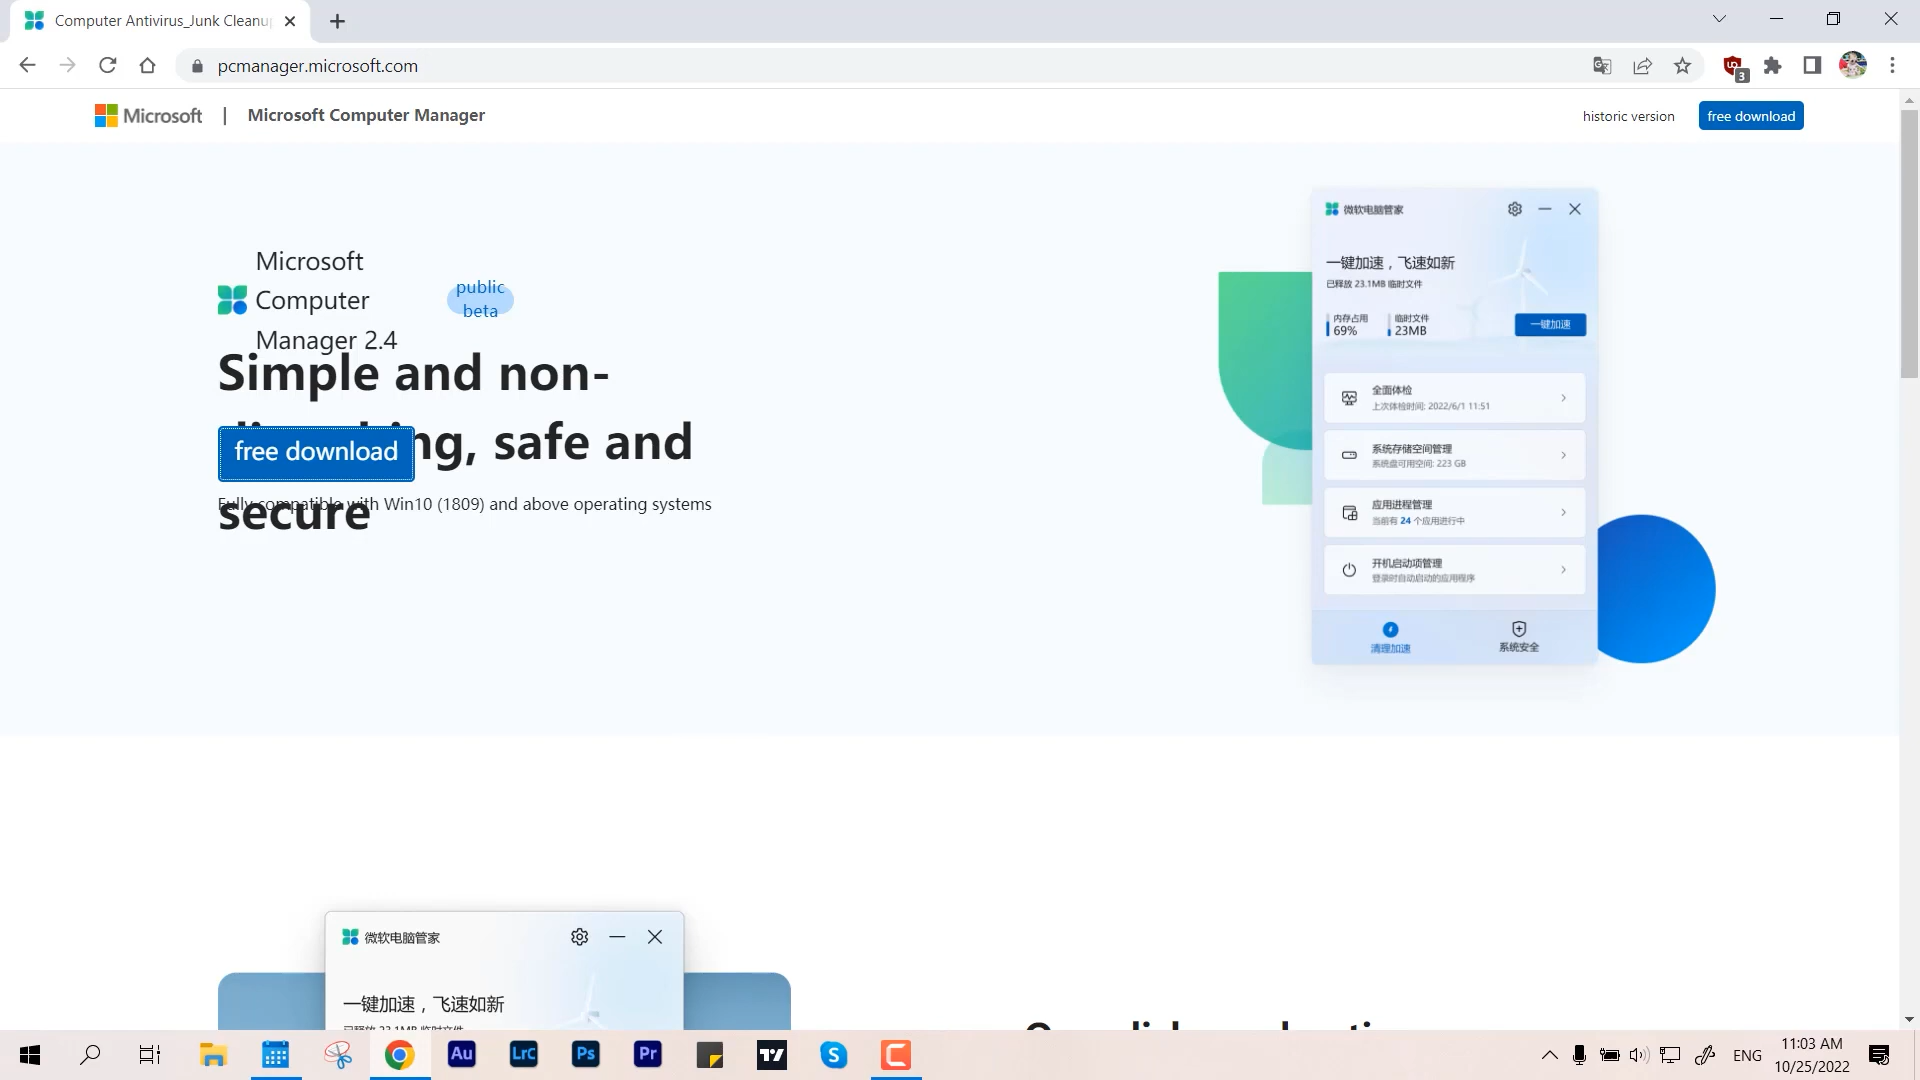 Computer Antivirus_Junk Cleanu
pcmanager.microsoft.com
3
Microsoft | Microsoft Computer Manager
historic version
free download
Microsoft
Computer
Manager 2.4
public
beta
Simple and non-
ng, safe and
secure
free download
Fully compatible with Win10 (1809) and above operating systems
微软电脑管家
一键加速，飞速如新
已释放 23.1MB 临时文件
内存占用
69%
临时文件
23MB
一键加速
全面体检
上次体检时间: 2022/6/1 11:51
系统存储空间管理
系统盘可用空间: 223 GB
应用进程管理
当前有 24 个应用进行中
开机启动项管理
登录时自动启动的应用程序
清理加速
系统安全
微软电脑管家
一键加速，飞速如新
Au
LrC
Ps
Pr
S
ENG
11:03 AM
10/25/2022